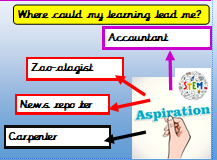 Where could my learning lead me?
Accountant
Zoo-ologist
STEM
News repo ter
Aspiration
Carpenter